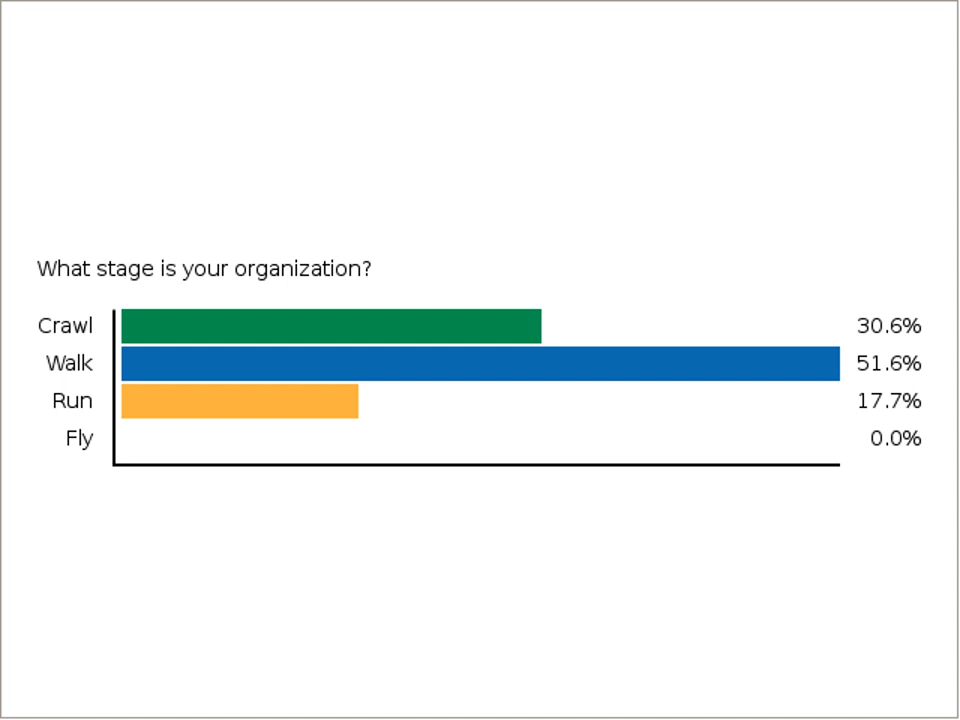 What stage is your organization?
Crawl 30.6%
Walk 51.6%
Run 17.7%
Fly 0.0%